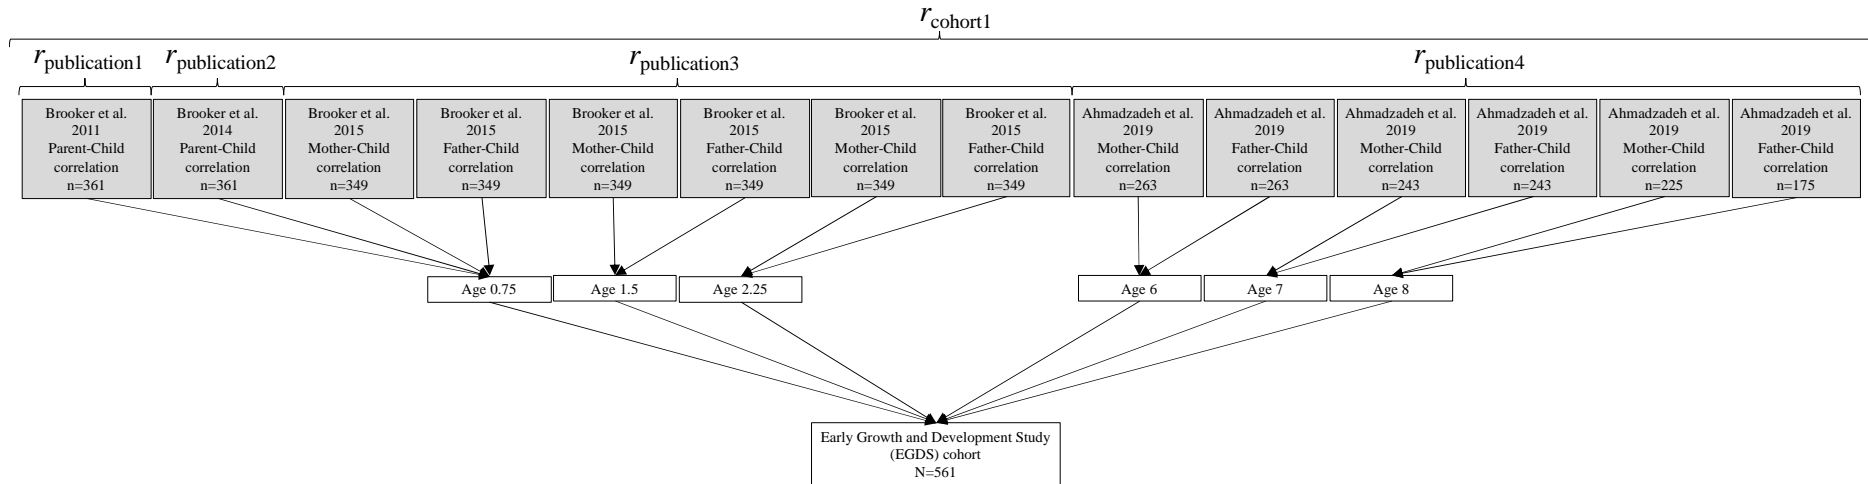 r cohort1
r publication1
r publication2
r publication3
r publication4
Brooker et al.
2011
Parent-Child
correlation
n=361
Brooker et al.
2014
Parent-Child
correlation
n=361
Brooker et al.
2015
Mother-Child
correlation
n=349
Brooker et al.
2015
Father-Child
correlation
n=349
Brooker et al.
2015
Mother-Child
correlation
n=349
Brooker et al.
2015
Father-Child
correlation
n=349
Brooker et al.
2015
Mother-Child
correlation
n=349
Brooker et al.
2015
Father-Child
correlation
n=349
Ahmadzadeh et al.
2019
Mother-Child
correlation
n=263
Ahmadzadeh et al.
2019
Father-Child
correlation
n=263
Ahmadzadeh et al.
2019
Mother-Child
correlation
n=243
Ahmadzadeh et al.
2019
Father-Child
correlation
n=243
Ahmadzadeh et al.
2019
Mother-Child
correlation
n=225
Ahmadzadeh et al.
2019
Father-Child
correlation
n=175
Age 0.75
Age 1.5
Age 2.25
Age 6
Age 7
Age 8
Early Growth and Development Study
(EGDS) cohort
N=561